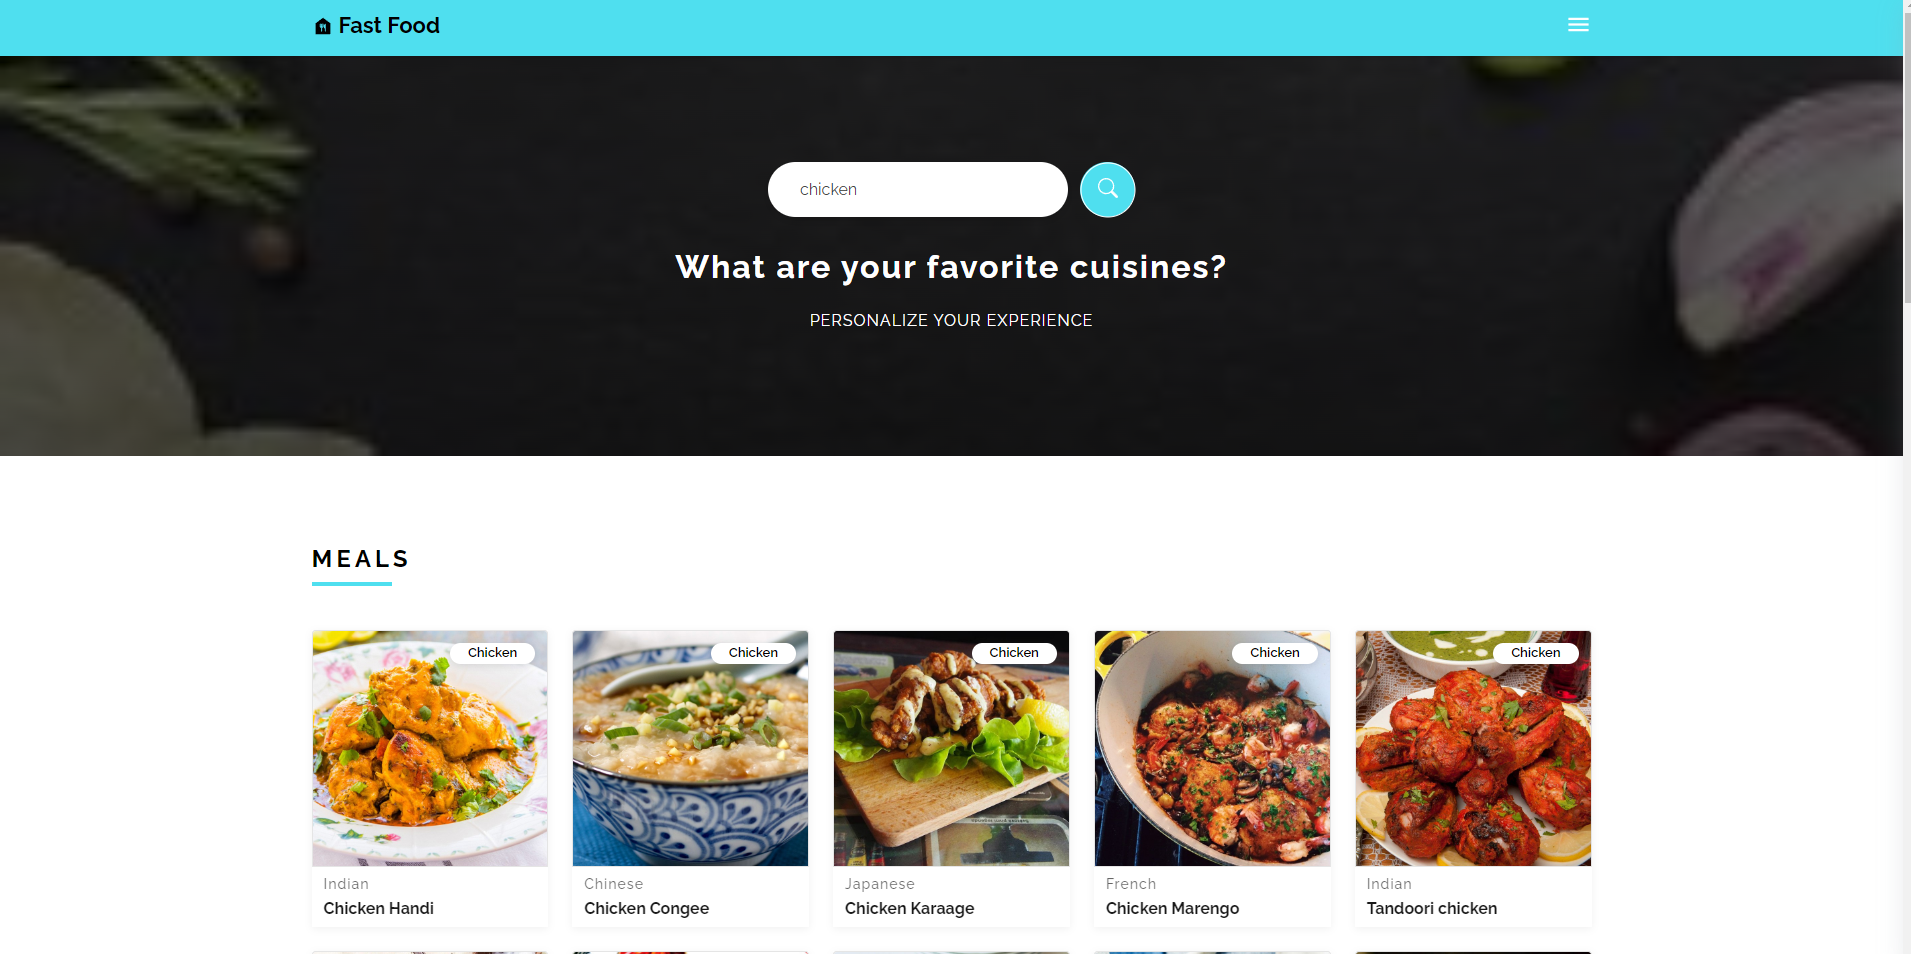 Fast Food
chicken
What are your favorite cuisines?
PERSONALIZE YOUR EXPERIENCE
MEALS
Chicken
Chicken
Chicken
Chicken
Chicken
Indian
Chicken Handi
Chinese
Chicken Congee
Japanese
Chicken Karaage
French
Chicken Marengo
Indian
Tandoori chicken